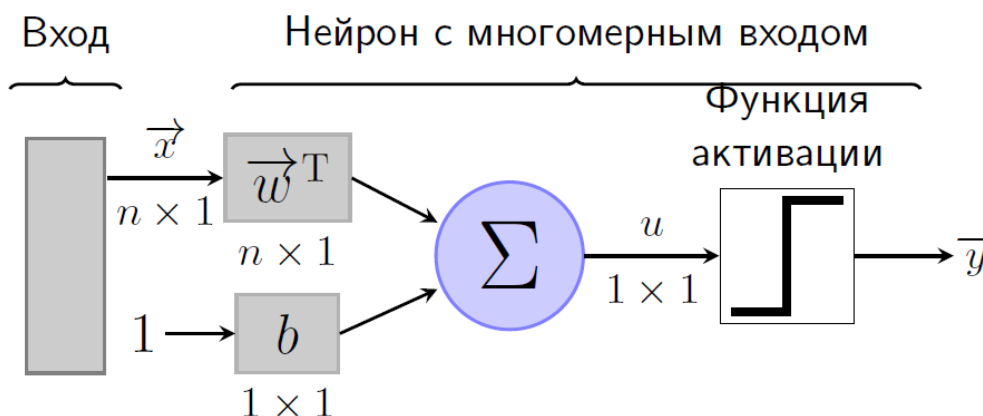 Вход
Нейрон с многомерным входом
Функция
активации
x⃗
n × 1
w⃗ᵀ
n × 1
Σ
u
1 × 1
y⃗
1
b
1 × 1